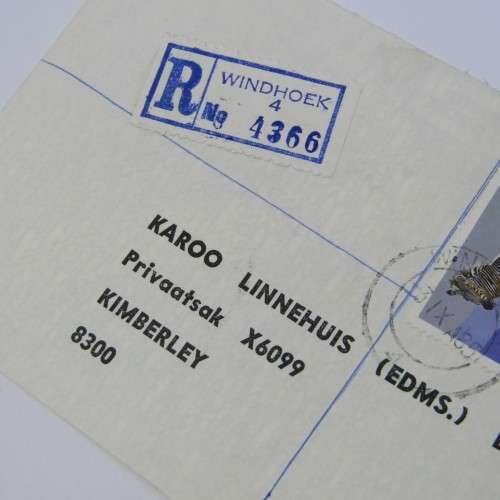 R
WINDHOEK
4
No 4366
KAROO LINNEHUIS (EDMS.)
Privaatsak X6099
KIMBERLEY
8300